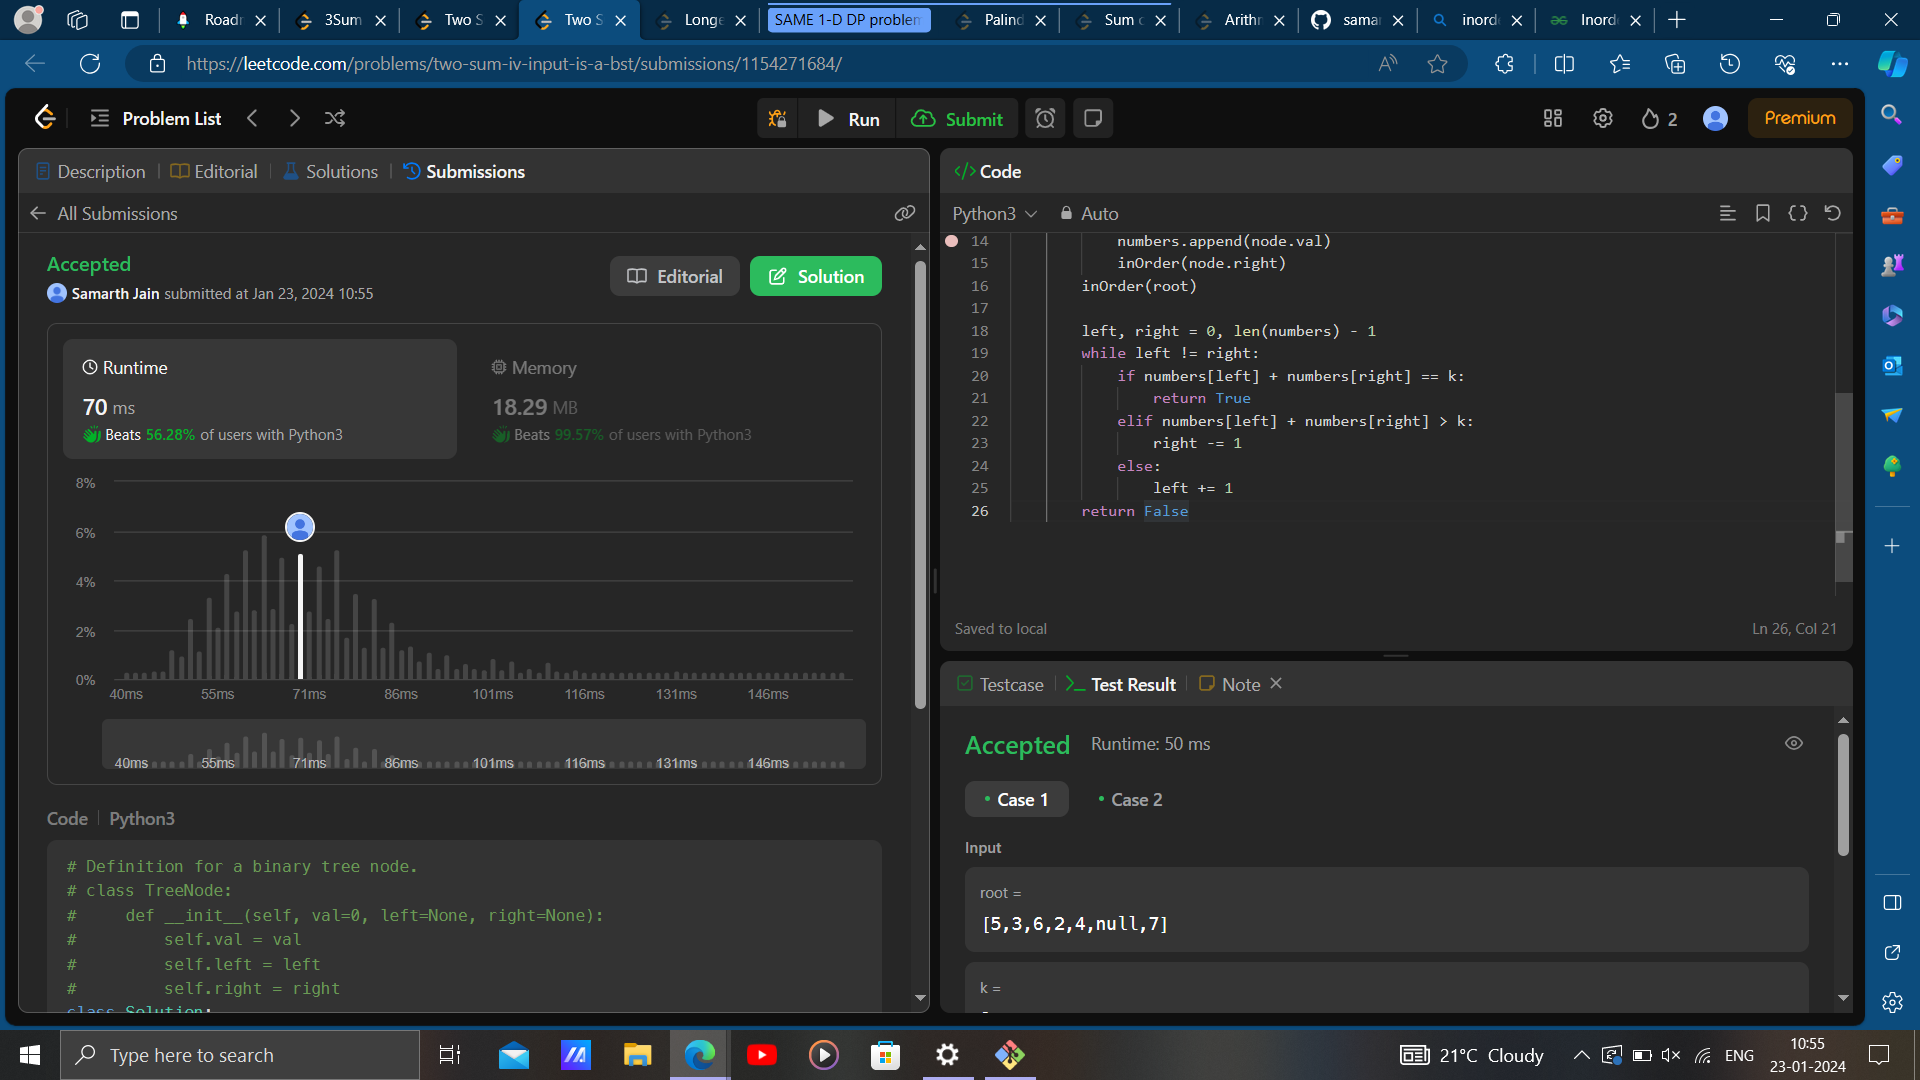 Roadr
3Sum
Two S
Two S
Longe
SAME 1-D DP problem
Palind
Sum o
Arithr
samar
inord
Inord
https://leetcode.com/problems/two-sum-iv-input-is-a-bst/submissions/1154271684/
Problem List
Run
Submit
2
Premium
Description
Editorial
Solutions
Submissions
All Submissions
Accepted
Samarth Jain submitted at Jan 23, 2024 10:55
Editorial
Solution
Runtime
70 ms
Beats 56.28% of users with Python3
Memory
18.29 MB
Beats 99.57% of users with Python3
8%
6%
4%
2%
0%
40ms 55ms 71ms 86ms 101ms 116ms 131ms 146ms
40ms 55ms 71ms 86ms 101ms 116ms 131ms 146ms
Code Python3
# Definition for a binary tree node.
# class TreeNode:
#     def __init__(self, val=0, left=None, right=None):
#         self.val = val
#         self.left = left
#         self.right = right
class Solution:
</> Code
Python3
Auto
14 numbers.append(node.val)
15 inOrder(node.right)
16 inOrder(root)
17
18 left, right = 0, len(numbers) - 1
19 while left != right:
20 if numbers[left] + numbers[right] == k:
21 return True
22 elif numbers[left] + numbers[right] > k:
23 right -= 1
24 else:
25 left += 1
26 return False
Saved to local
Ln 26, Col 21
Testcase
Test Result
Note
Accepted
Runtime: 50 ms
Case 1
Case 2
Input
root =
[5,3,6,2,4,null,7]
k =
Type here to search
21°C Cloudy
ENG
10:55
23-01-2024